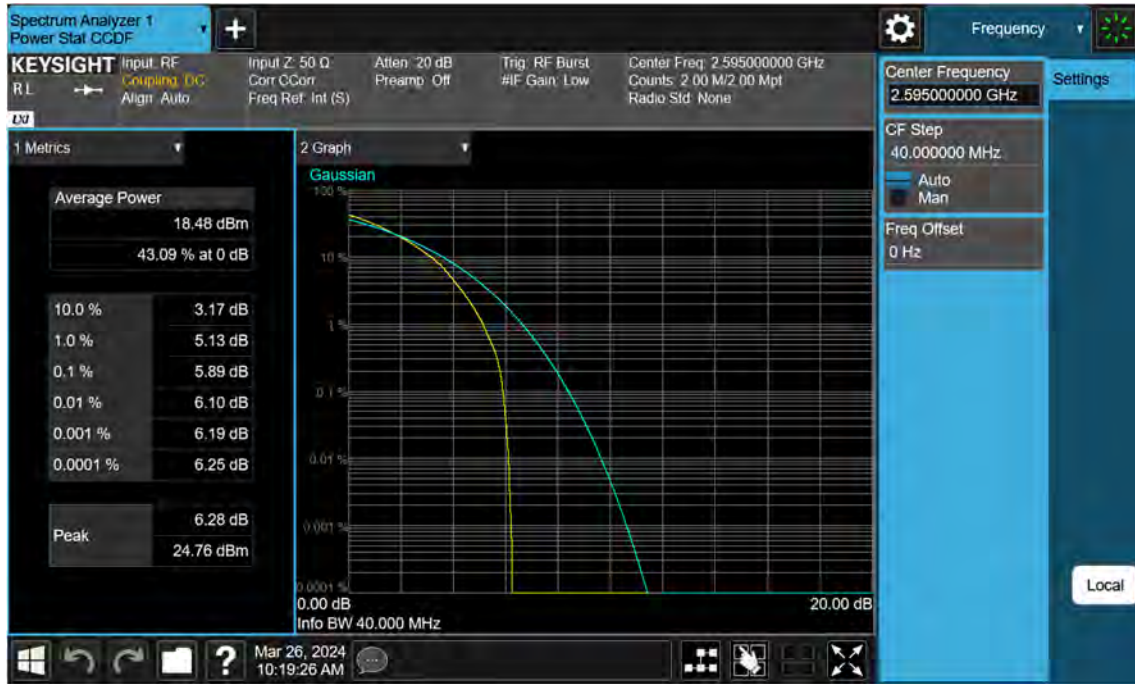 Spectrum Analyzer 1
Power Stat CCDF
Frequency
KEYSIGHT
RL
LXI
Input: RF
Coupling: DC
Align: Auto
Input Z: 50 Ω
Corr CCorr
Freq Ref: Int (S)
Atten: 20 dB
Preamp: Off
Trig: RF Burst
#IF Gain: Low
Center Freq: 2.595000000 GHz
Counts: 2.00 M/2.00 Mpt
Radio Std: None
Center Frequency
2.595000000 GHz
Settings
CF Step
40.000000 MHz
Auto
Man
Freq Offset
0 Hz
Local
1 Metrics
Average Power
18.48 dBm
43.09 % at 0 dB
10.0 % 3.17 dB
1.0 % 5.13 dB
0.1 % 5.89 dB
0.01 % 6.10 dB
0.001 % 6.19 dB
0.0001 % 6.25 dB
Peak
6.28 dB
24.76 dBm
2 Graph
Gaussian
100 %
10 %
1 %
0.1 %
0.01 %
0.001 %
0.0001 %
0.00 dB 20.00 dB
Info BW 40.000 MHz
?
Mar 26, 2024
10:19:26 AM